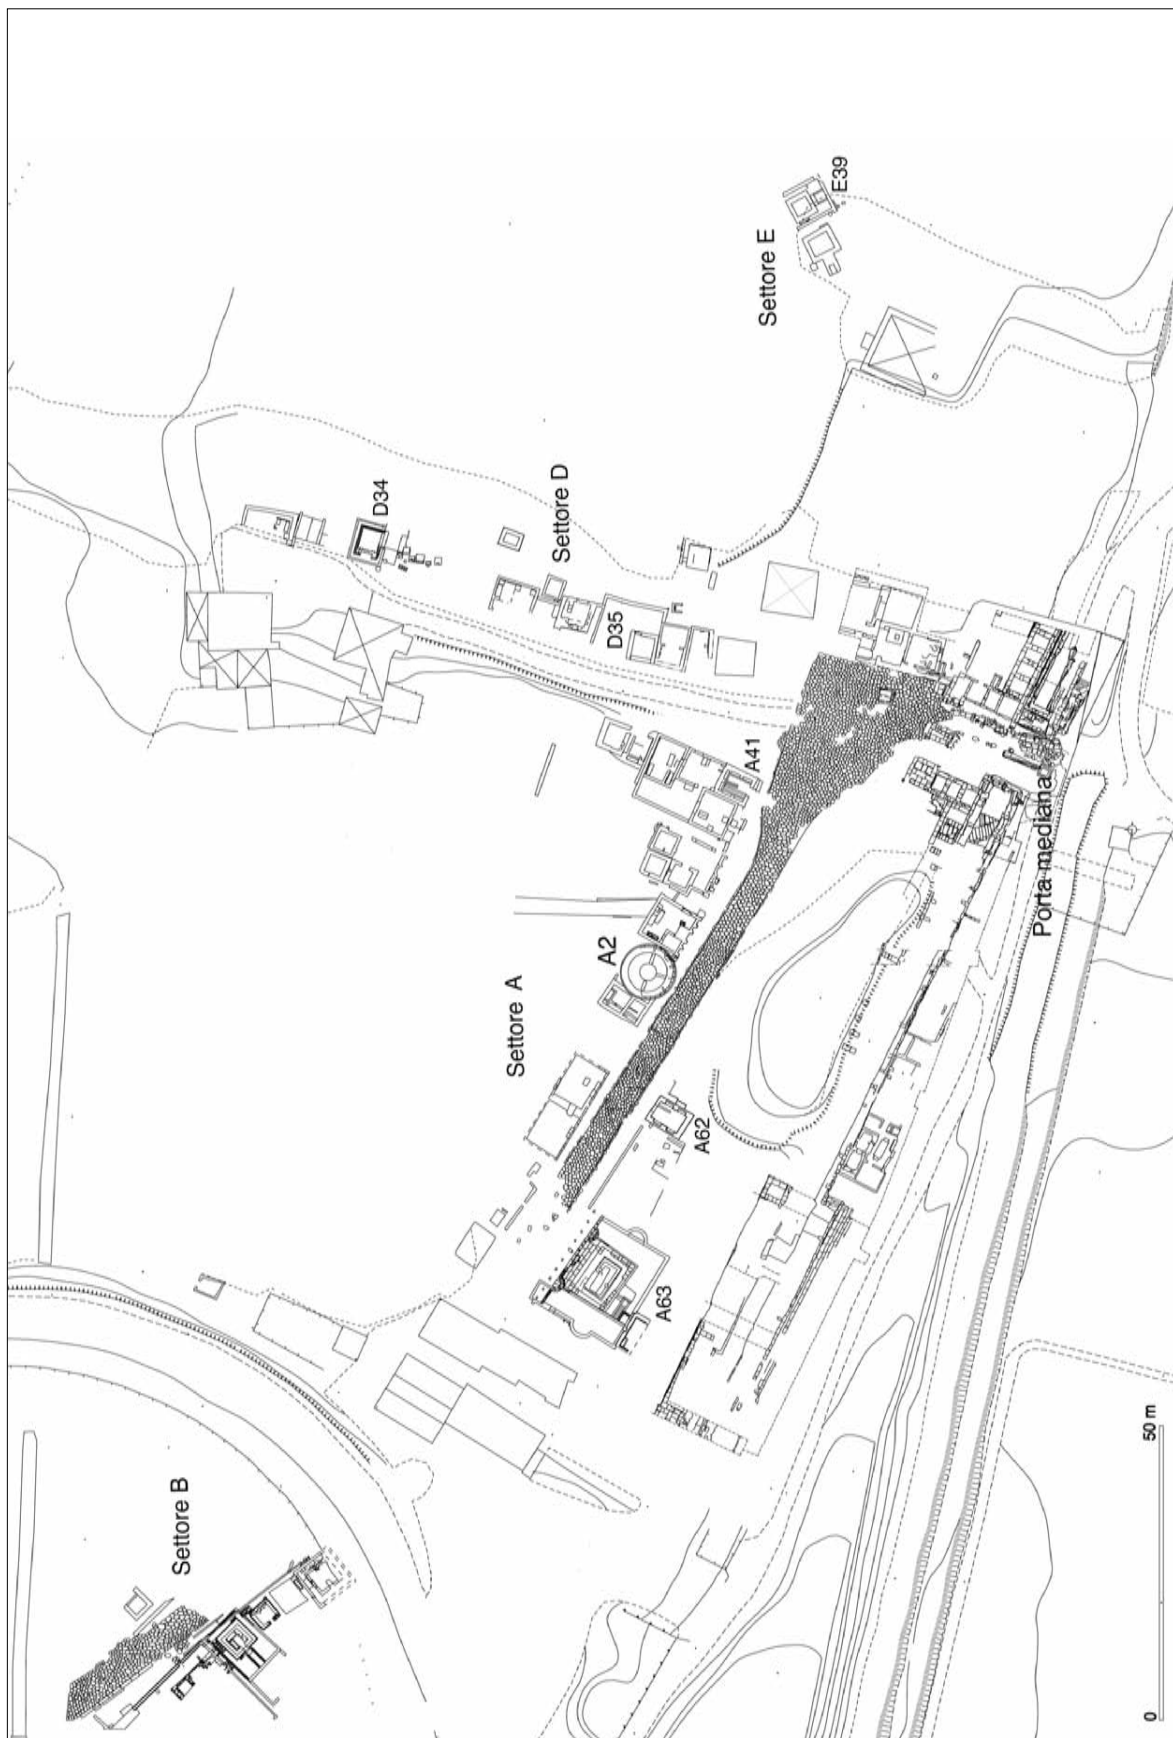 Settore B
Settore A
A2
A41
A62
A63
Settore D
D34
D35
Settore E
E39
Porta mediana
0
50 m